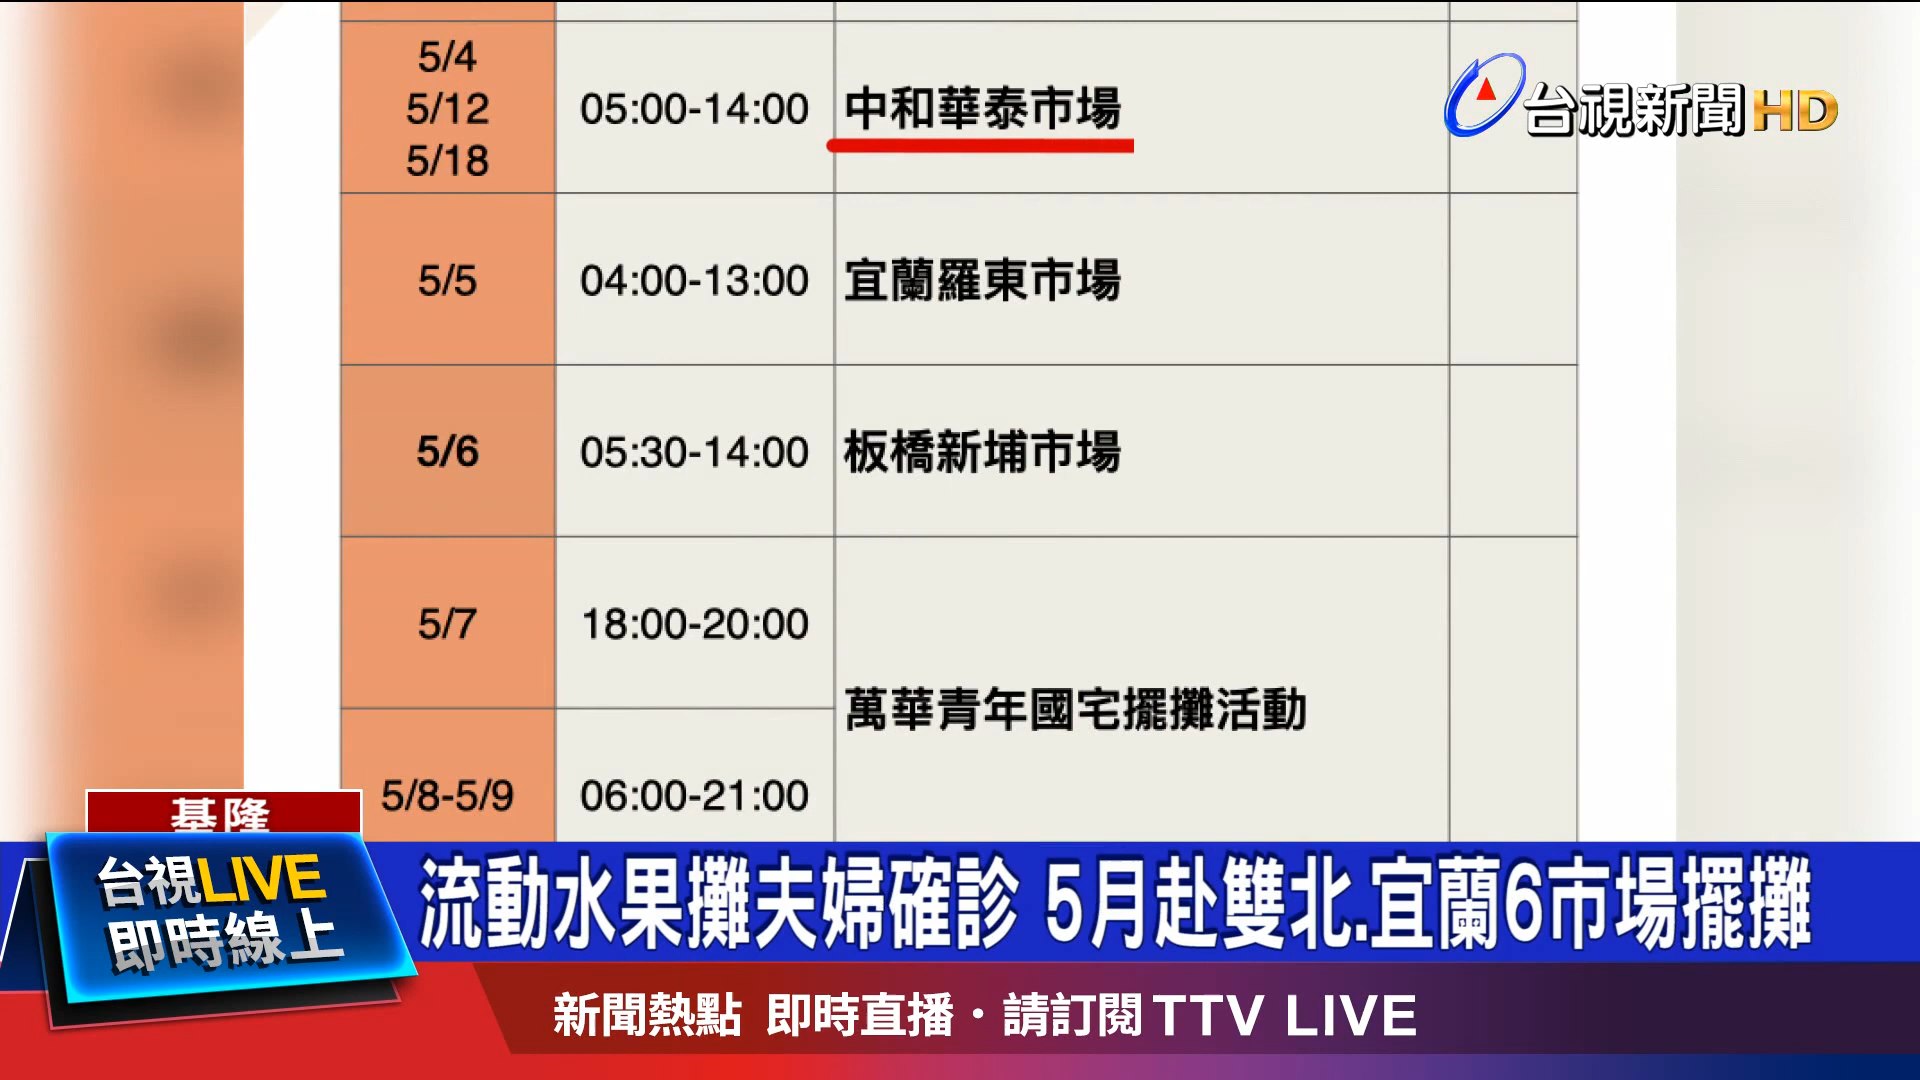 5/4
5/12
5/18
05:00-14:00
中和華泰市場
台視新聞HD
5/5
04:00-13:00
宜蘭羅東市場
5/6
05:30-14:00
板橋新埔市場
5/7
18:00-20:00
萬華青年國宅擺攤活動
5/8-5/9
06:00-21:00
基隆
台視LIVE
即時線上
流動水果攤夫婦確診 5月赴雙北.宜蘭6市場擺攤
新聞熱點 即時直播·請訂閱TTV LIVE